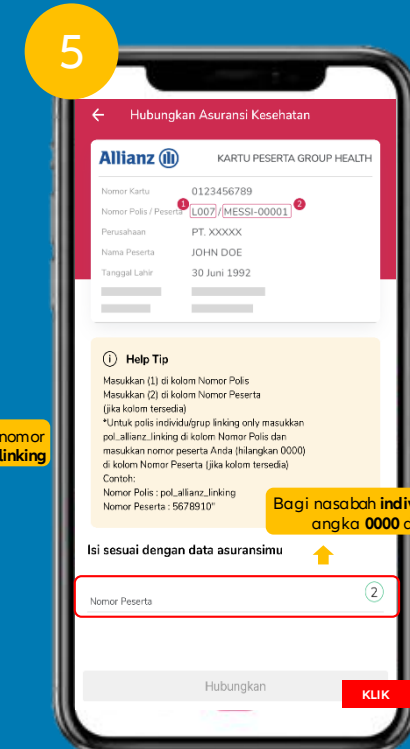 5
Hubungkan Asuransi Kesehatan
Allianz
KARTU PESERTA GROUP HEALTH
Nomor Kartu 0123456789
Nomor Polis / Peserta 1 L007 / MESSI-00001 2
Perusahaan PT. XXXXX
Nama Peserta JOHN DOE
Tanggal Lahir 30 Juni 1992
Help Tip
Masukkan (1) di kolom Nomor Polis
Masukkan (2) di kolom Nomor Peserta
(jika kolom tersedia)
*Untuk polis individu/grup linking only masukkan
pol_allianz_linking di kolom Nomor Polis dan
masukkan nomor peserta Anda (hilangkan 0000)
di kolom Nomor Peserta (jika kolom tersedia)
Contoh:
Nomor Polis : pol_allianz_linking
Nomor Peserta : 5678910"
nomor
linking
Bagi nasabah indiv
angka 0000
Isi sesuai dengan data asuransimu
Nomor Peserta 2
Hubungkan
KLIK